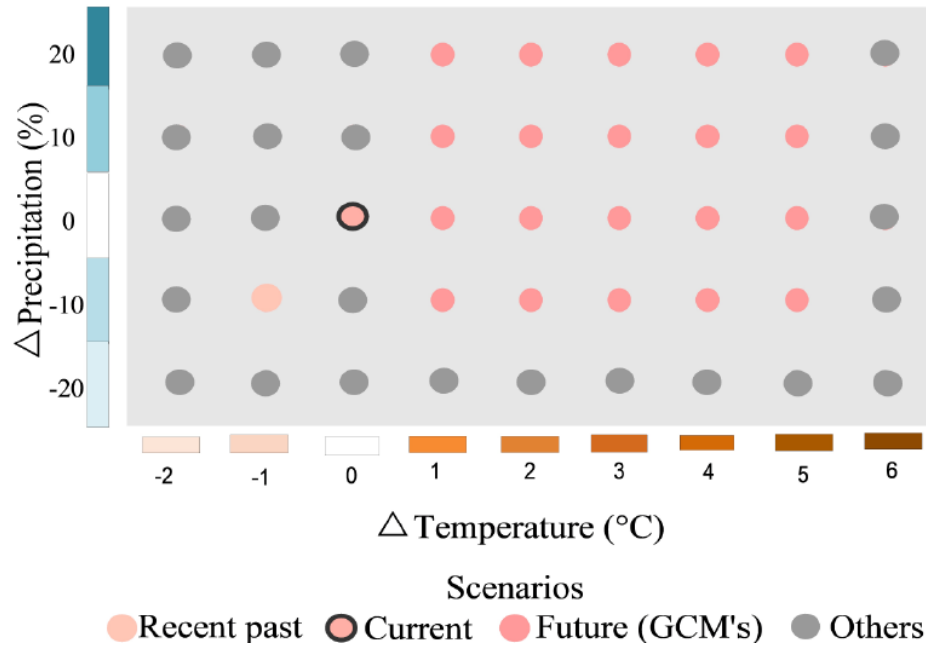 20
10
0
-10
-20
△Precipitation (%)
-2 -1 0 1 2 3 4 5 6
△ Temperature (°C)
Scenarios
Recent past Current Future (GCM's) Others